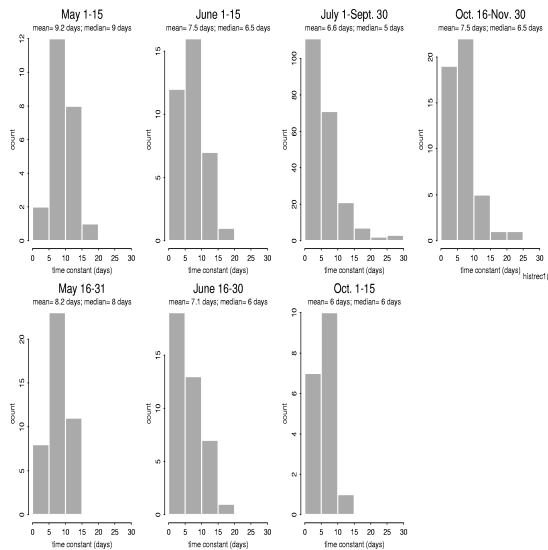 May 1-15
mean= 9.2 days; median= 9 days
count
0 2 4 6 8 10 12
0 5 10 15 20 25 30
time constant (days)
June 1-15
mean= 7.5 days; median= 6.5 days
count
0 5 10 15
0 5 10 15 20 25 30
time constant (days)
July 1-Sept. 30
mean= 6.6 days; median= 5 days
count
0 20 40 60 80 100
0 5 10 15 20 25 30
time constant (days)
Oct. 16-Nov. 30
mean= 7.5 days; median= 6.5 days
count
0 5 10 15 20
0 5 10 15 20 25 30
time constant (days)
histrec1(
May 16-31
mean= 8.2 days; median= 8 days
count
0 5 10 15 20
0 5 10 15 20 25 30
time constant (days)
June 16-30
mean= 7.1 days; median= 6 days
count
0 5 10 15
0 5 10 15 20 25 30
time constant (days)
Oct. 1-15
mean= 6 days; median= 6 days
count
0 2 4 6 8 10
0 5 10 15 20 25 30
time constant (days)